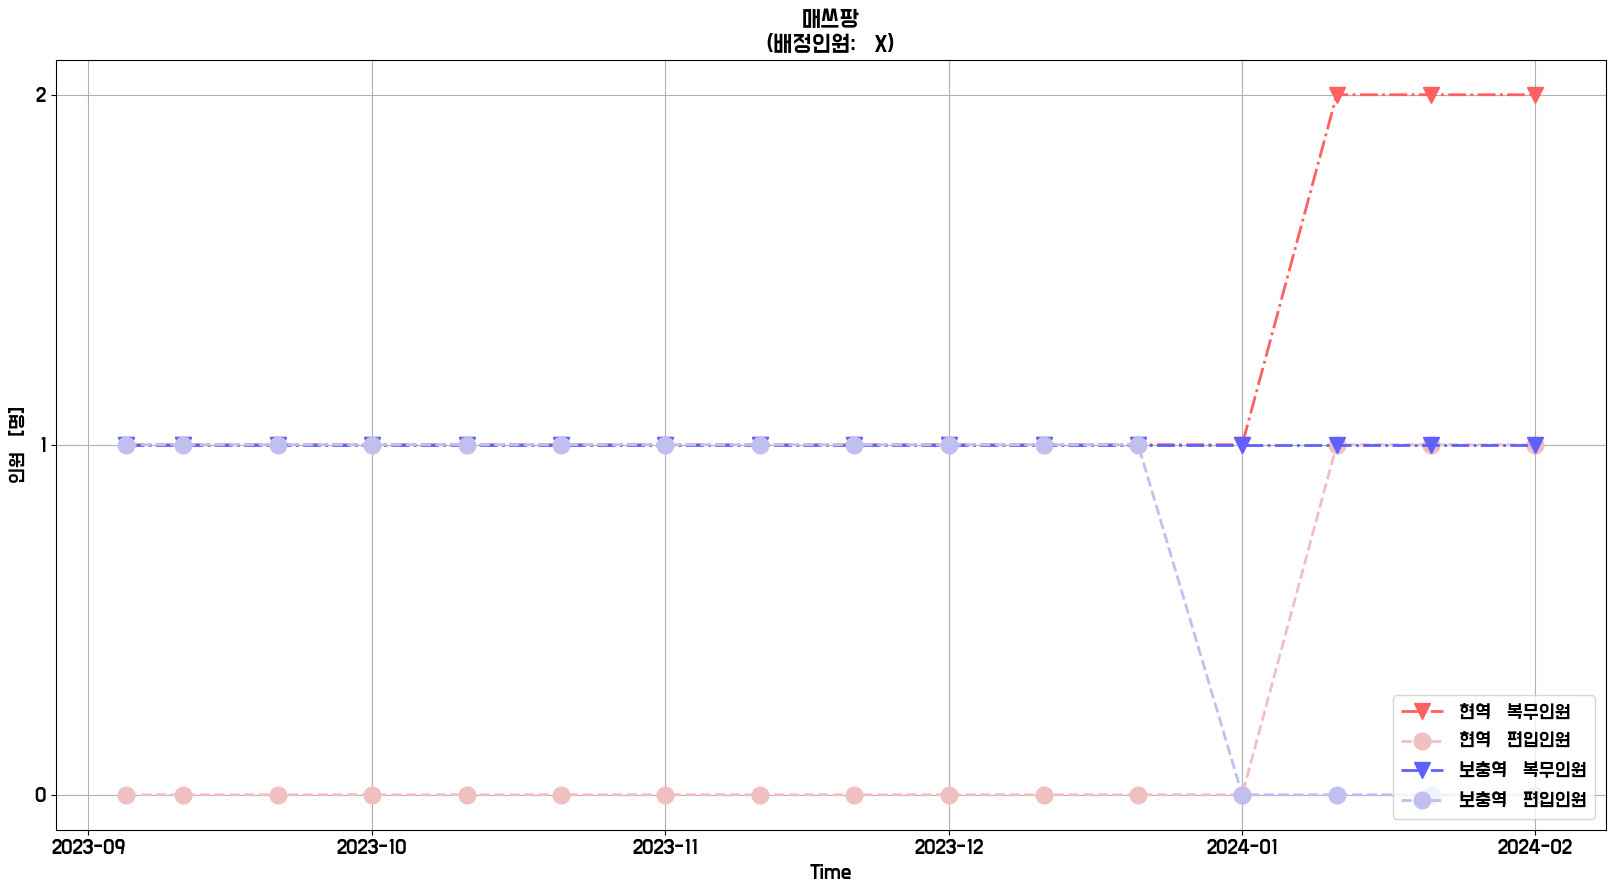 매쓰팡
(배정인원: X)
2
1
0
인원 [명]
현역 복무인원
현역 편입인원
보충역 복무인원
보충역 편입인원
2023-09 2023-10 2023-11 2023-12 2024-01 2024-02
Time